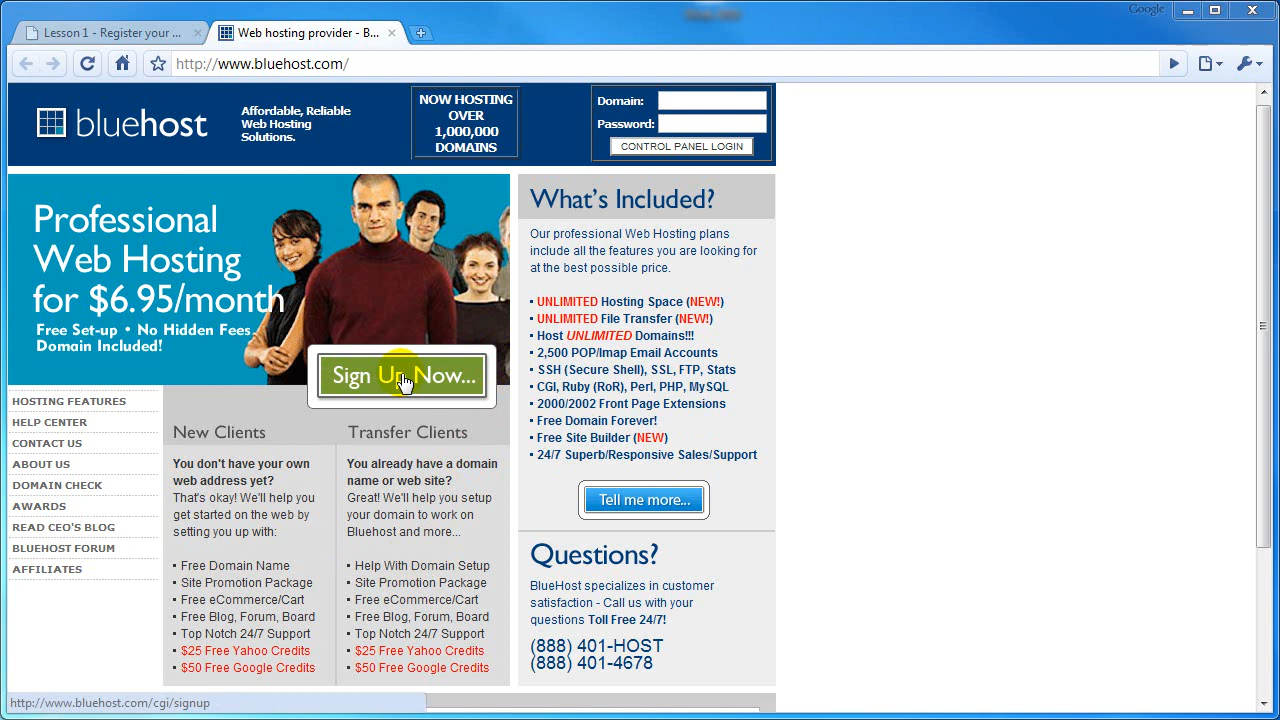 Google
Lesson 1 - Register your ...
Web hosting provider - B...
http://www.bluehost.com/
bluehost
Affordable, Reliable
Web Hosting
Solutions.
NOW HOSTING
OVER
1,000,000
DOMAINS
Domain:
Password:
CONTROL PANEL LOGIN
Professional
Web Hosting
for $6.95/month
Free Set-up • No Hidden Fees
Domain Included!
Sign Up Now...
HOSTING FEATURES
HELP CENTER
CONTACT US
ABOUT US
DOMAIN CHECK
AWARDS
READ CEO'S BLOG
BLUEHOST FORUM
AFFILIATES
New Clients
You don't have your own
web address yet?
That's okay! We'll help you
get started on the web by
setting you up with:
▪ Free Domain Name
▪ Site Promotion Package
▪ Free eCommerce/Cart
▪ Free Blog, Forum, Board
▪ Top Notch 24/7 Support
▪ $25 Free Yahoo Credits
▪ $50 Free Google Credits
Transfer Clients
You already have a domain
name or web site?
Great! We'll help you setup
your domain to work on
Bluehost and more...
▪ Help With Domain Setup
▪ Site Promotion Package
▪ Free eCommerce/Cart
▪ Free Blog, Forum, Board
▪ Top Notch 24/7 Support
▪ $25 Free Yahoo Credits
▪ $50 Free Google Credits
What's Included?
Our professional Web Hosting plans
include all the features you are looking for
at the best possible price.
▪ UNLIMITED Hosting Space (NEW!)
▪ UNLIMITED File Transfer (NEW!)
▪ Host UNLIMITED Domains!!!
▪ 2,500 POP/Imap Email Accounts
▪ SSH (Secure Shell), SSL, FTP, Stats
▪ CGI, Ruby (RoR), Perl, PHP, MySQL
▪ 2000/2002 Front Page Extensions
▪ Free Domain Forever!
▪ Free Site Builder (NEW)
▪ 24/7 Superb/Responsive Sales/Support
Tell me more...
Questions?
BlueHost specializes in customer
satisfaction - Call us with your
questions Toll Free 24/7!
(888) 401-HOST
(888) 401-4678
http://www.bluehost.com/cgi/signup